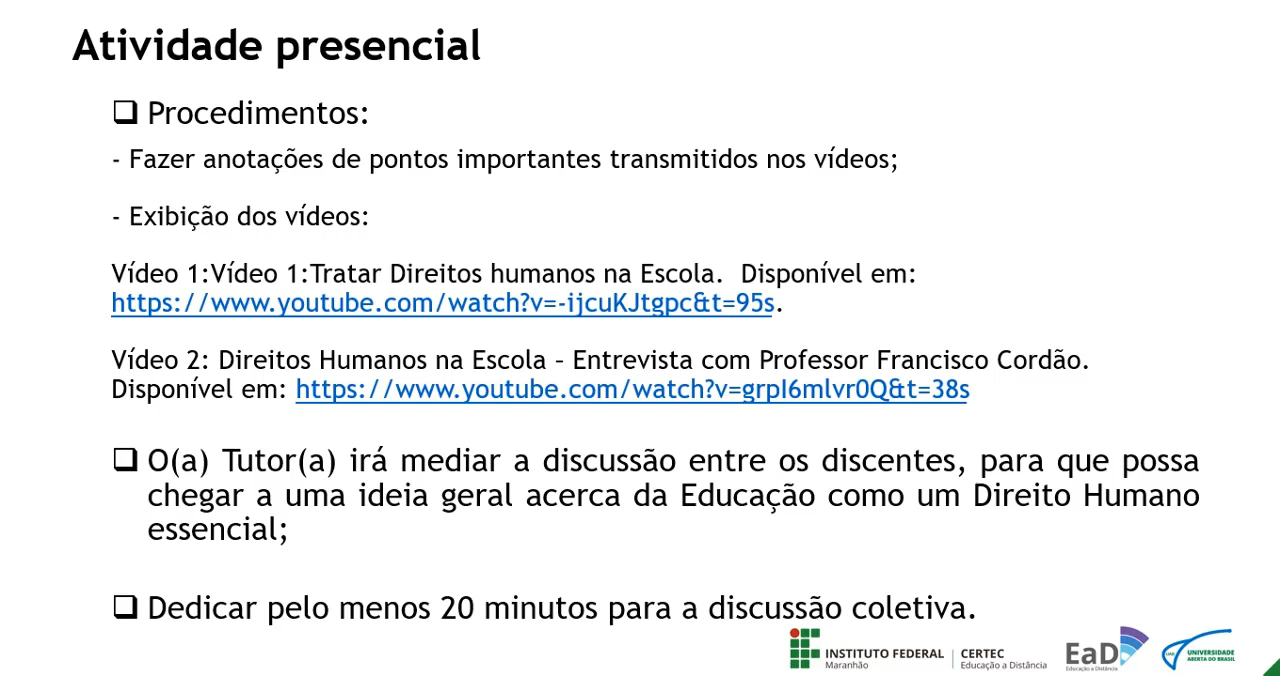 Atividade presencial
❑ Procedimentos:
- Fazer anotações de pontos importantes transmitidos nos vídeos;
- Exibição dos vídeos:
Vídeo 1:Vídeo 1:Tratar Direitos humanos na Escola.  Disponível em:
https://www.youtube.com/watch?v=-ijcuKJtgpc&t=95s.
Vídeo 2: Direitos Humanos na Escola – Entrevista com Professor Francisco Cordão.
Disponível em: https://www.youtube.com/watch?v=grpI6mlvr0Q&t=38s
❑ O(a) Tutor(a) irá mediar a discussão entre os discentes, para que possa
chegar a uma ideia geral acerca da Educação como um Direito Humano
essencial;
❑ Dedicar pelo menos 20 minutos para a discussão coletiva.
INSTITUTO FEDERAL
Maranhão
CERTEC
Educação a Distância
EaD
Educação a Distância
UAB
UNIVERSIDADE
ABERTA DO BRASIL